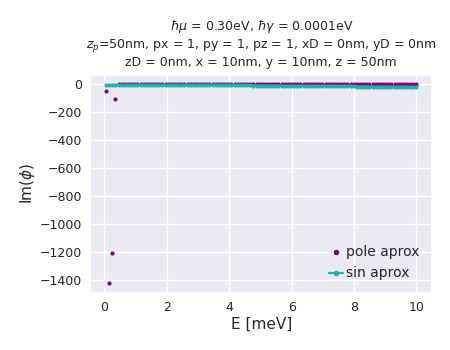 ℏμ = 0.30eV, ℏγ = 0.0001eV
z_p=50nm, px = 1, py = 1, pz = 1, xD = 0nm, yD = 0nm
zD = 0nm, x = 10nm, y = 10nm, z = 50nm
0
−200
−400
−600
−800
−1000
−1200
−1400
Im(ϕ)
pole aprox
sin aprox
0 2 4 6 8 10
E [meV]